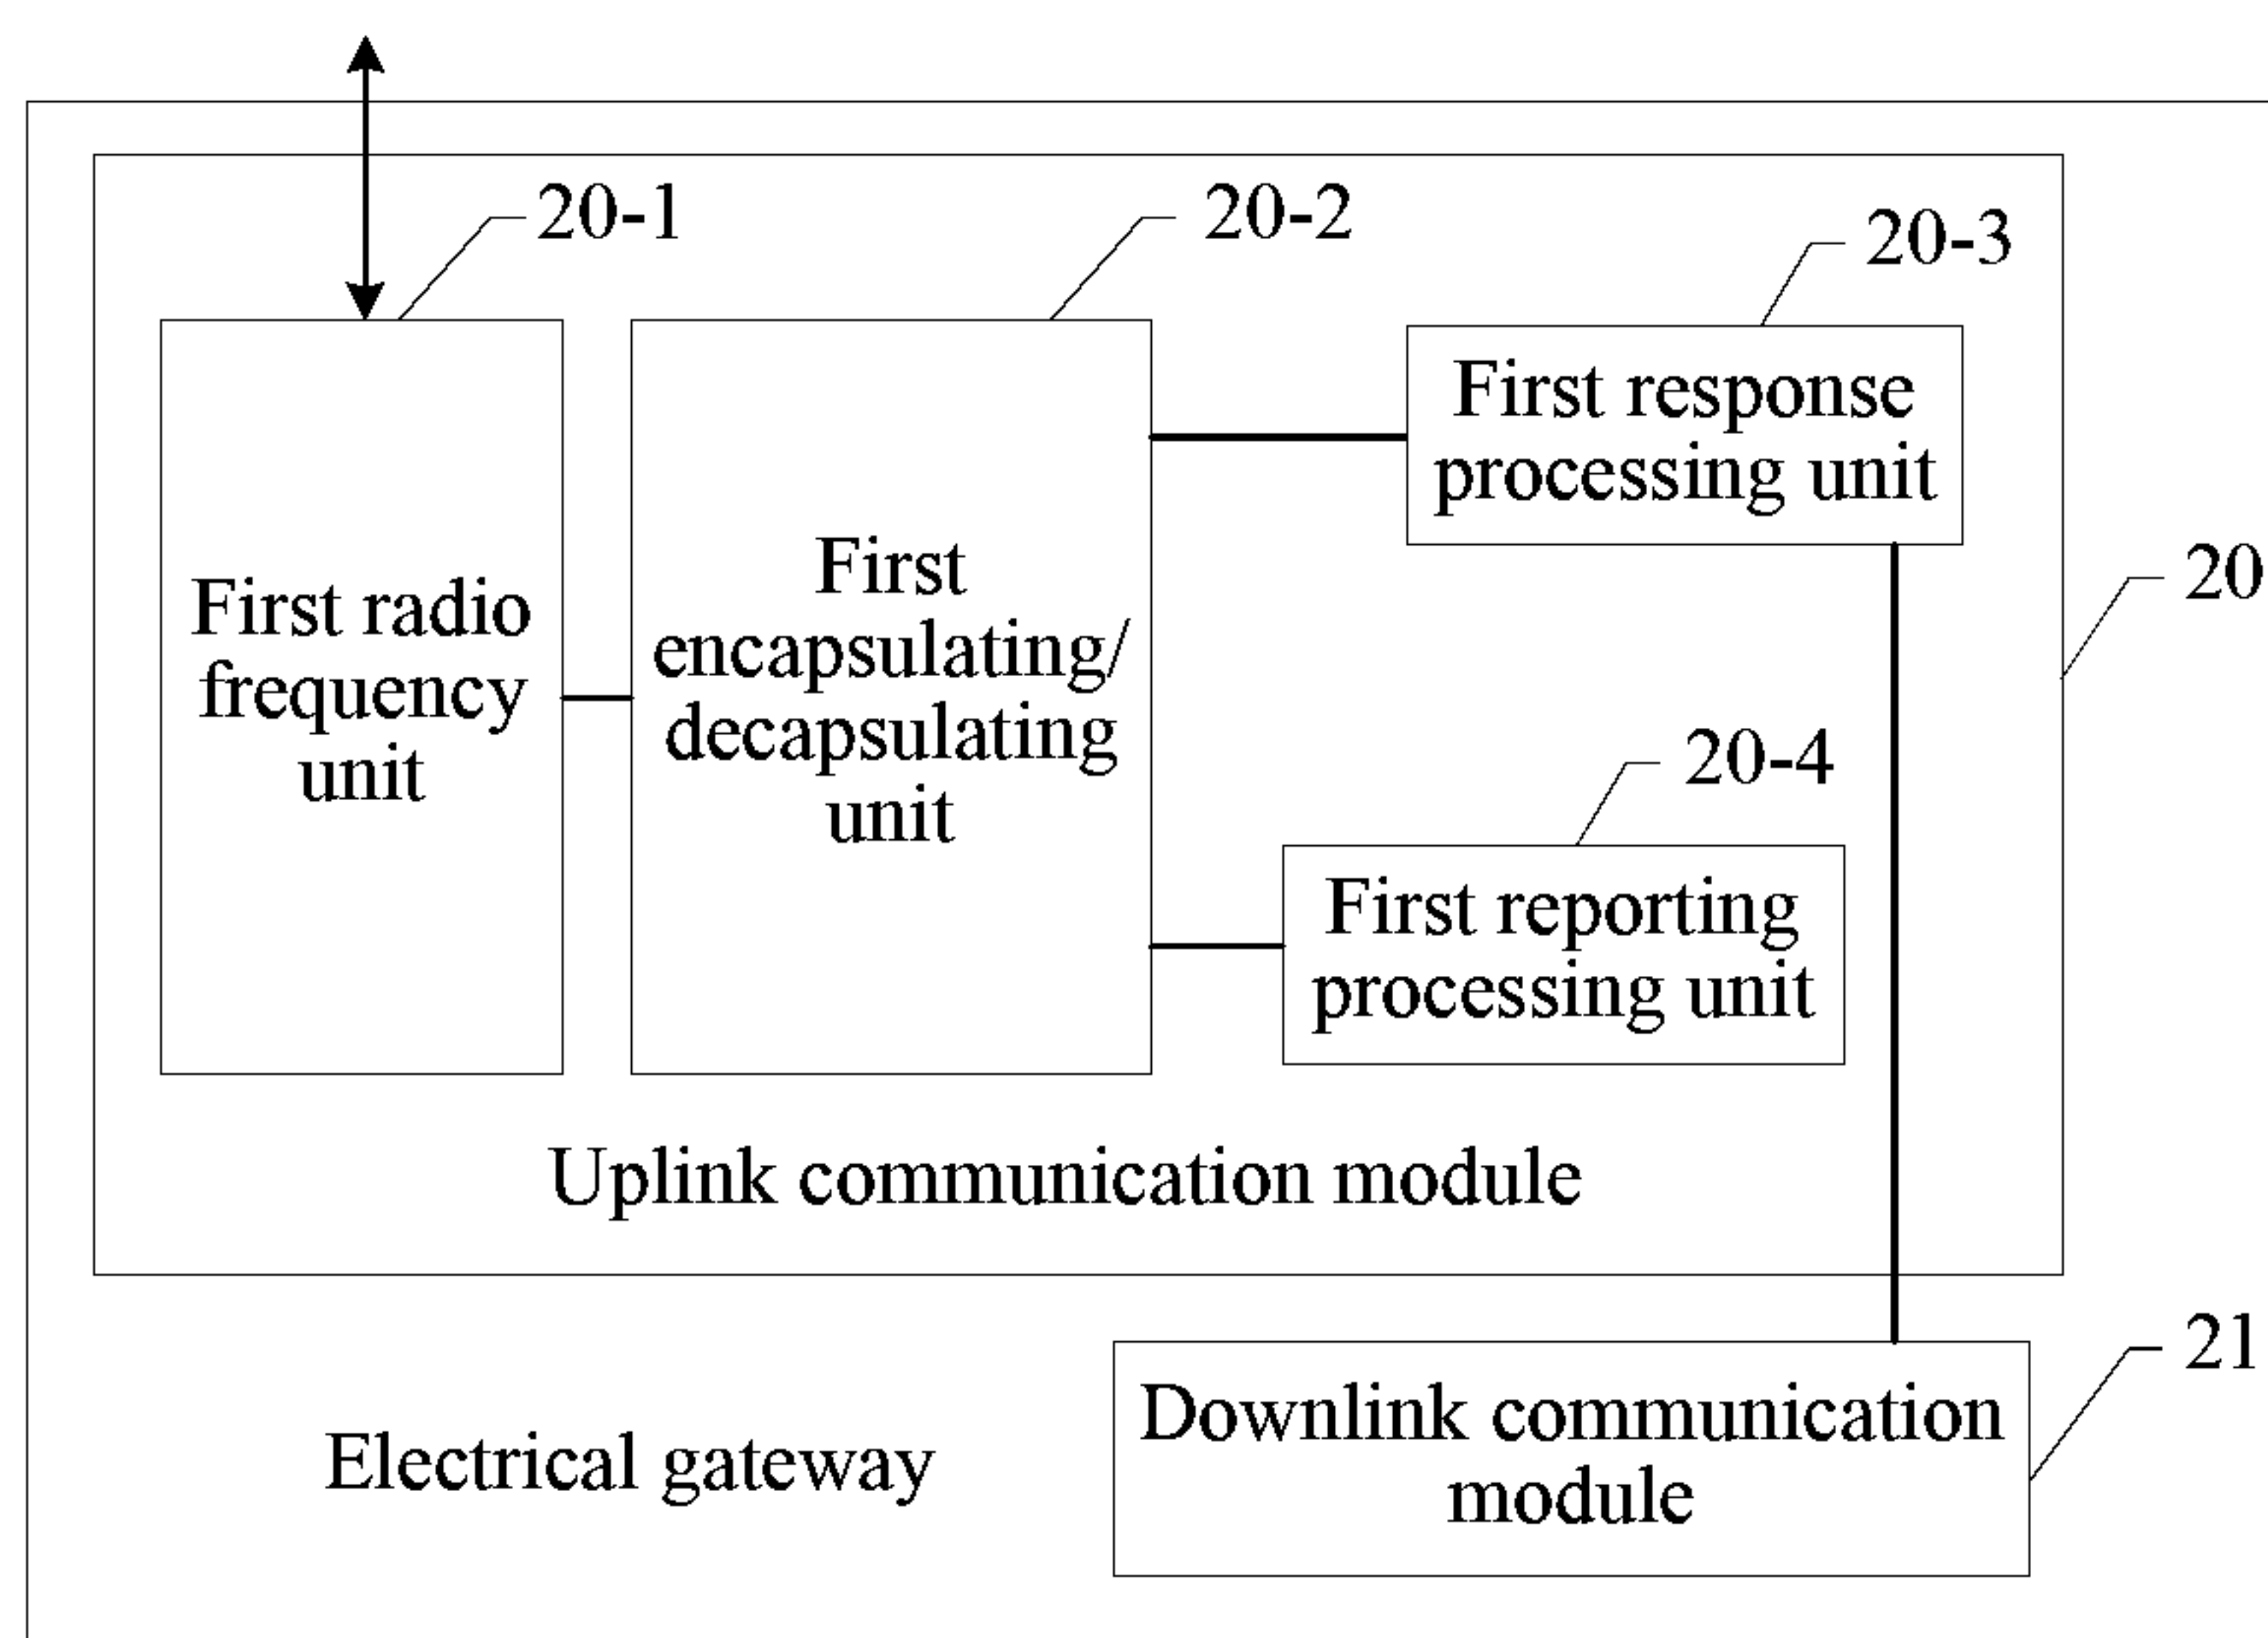 20-1
20-2
20-3
First response
processing unit
20
First radio
frequency
unit
First
encapsulating/
decapsulating
unit
20-4
First reporting
processing unit
Uplink communication module
21
Downlink communication
module
Electrical gateway